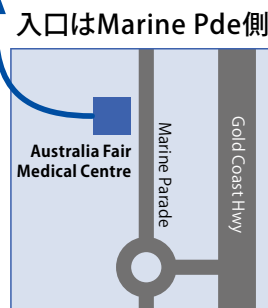 入口はMarine Pde側
Australia Fair
Medical Centre
Marine Parade
Gold Coast Hwy